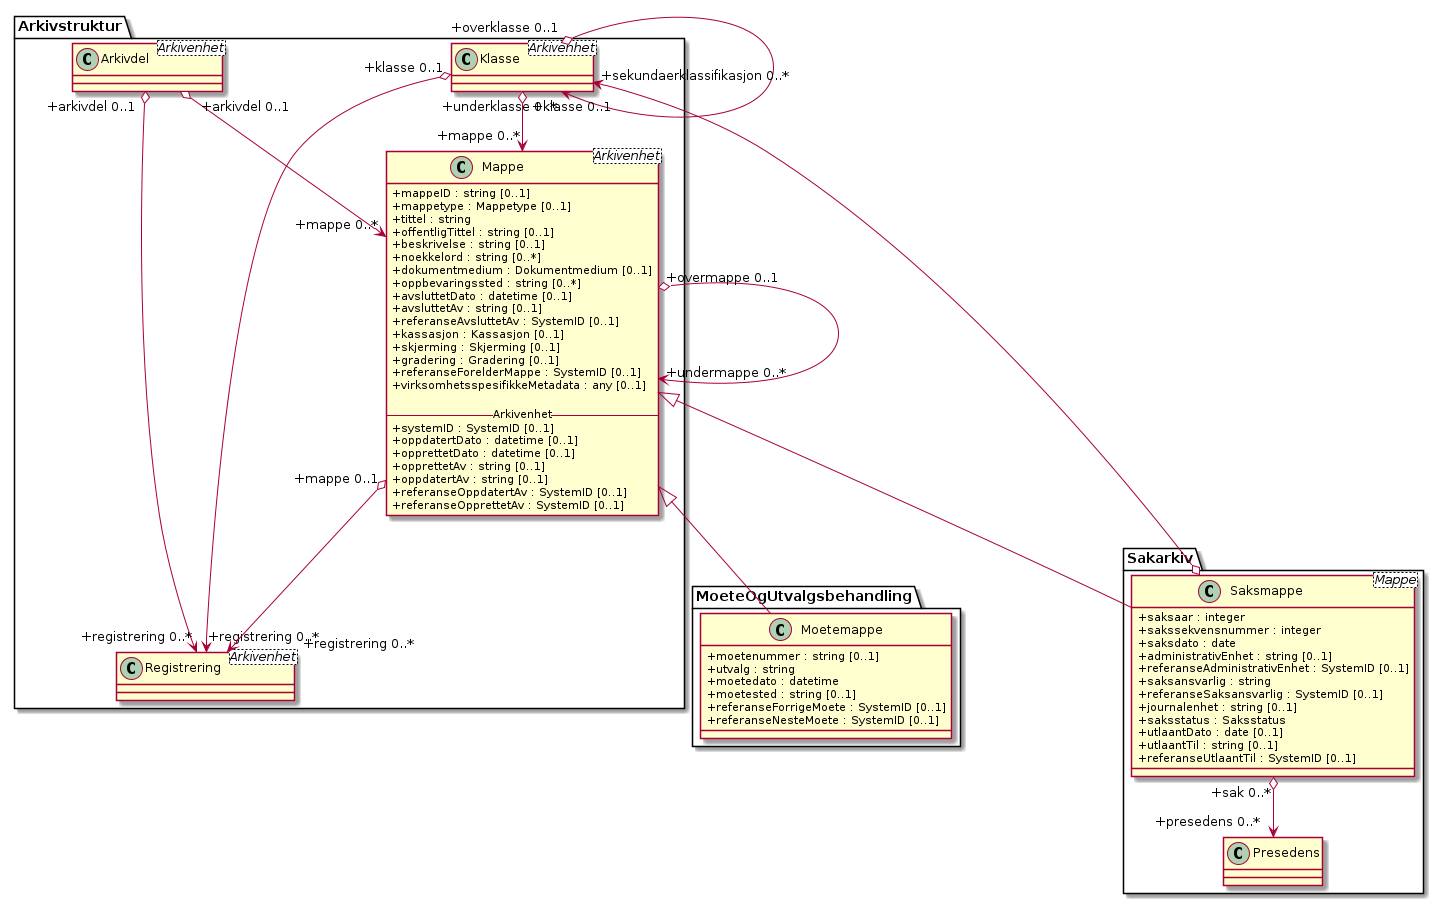 Arkivstruktur
+overklasse 0..1
C Arkivdel
Arkivenhet
C Klasse
Arkivenhet
+klasse 0..1
+sekundaerklassifikasjon 0..*
+arkivdel 0..1
+arkivdel 0..1
+underklasse 0..*
+klasse 0..1
+mappe 0..*
Arkivenhet
C Mappe
+mappeID : string [0..1]
+mappetype : Mappetype [0..1]
+tittel : string
+offentligTittel : string [0..1]
+beskrivelse : string [0..1]
+noekkelord : string [0..*]
+dokumentmedium : Dokumentmedium [0..1]
+oppbevaringssted : string [0..*]
+avsluttetDato : datetime [0..1]
+avsluttetAv : string [0..1]
+referanseAvsluttetAv : SystemID [0..1]
+kassasjon : Kassasjon [0..1]
+skjerming : Skjerming [0..1]
+gradering : Gradering [0..1]
+referanseForelderMappe : SystemID [0..1]
+virksomhetsspesifikkeMetadata : any [0..1]
Arkivenhet
+systemID : SystemID [0..1]
+oppdatertDato : datetime [0..1]
+opprettetDato : datetime [0..1]
+opprettetAv : string [0..1]
+oppdatertAv : string [0..1]
+referanseOppdatertAv : SystemID [0..1]
+referanseOpprettetAv : SystemID [0..1]
+mappe 0..*
+overmappe 0..1
+undermappe 0..*
+mappe 0..1
+registrering 0..*
+registrering 0..*
+registrering 0..*
C Registrering
Arkivenhet
MoeteOgUtvalgsbehandling
C Moetemappe
+moetenummer : string [0..1]
+utvalg : string
+moetedato : datetime
+moetested : string [0..1]
+referanseForrigeMoete : SystemID [0..1]
+referanseNesteMoete : SystemID [0..1]
Sakarkiv
Mappe
C Saksmappe
+saksaar : integer
+sakssekvensnummer : integer
+saksdato : date
+administrativEnhet : string [0..1]
+referanseAdministrativEnhet : SystemID [0..1]
+saksansvarlig : string
+referanseSaksansvarlig : SystemID [0..1]
+journalenhet : string [0..1]
+saksstatus : Saksstatus
+utlaantDato : date [0..1]
+utlaantTil : string [0..1]
+referanseUtlaantTil : SystemID [0..1]
+sak 0..*
+presedens 0..*
C Presedens